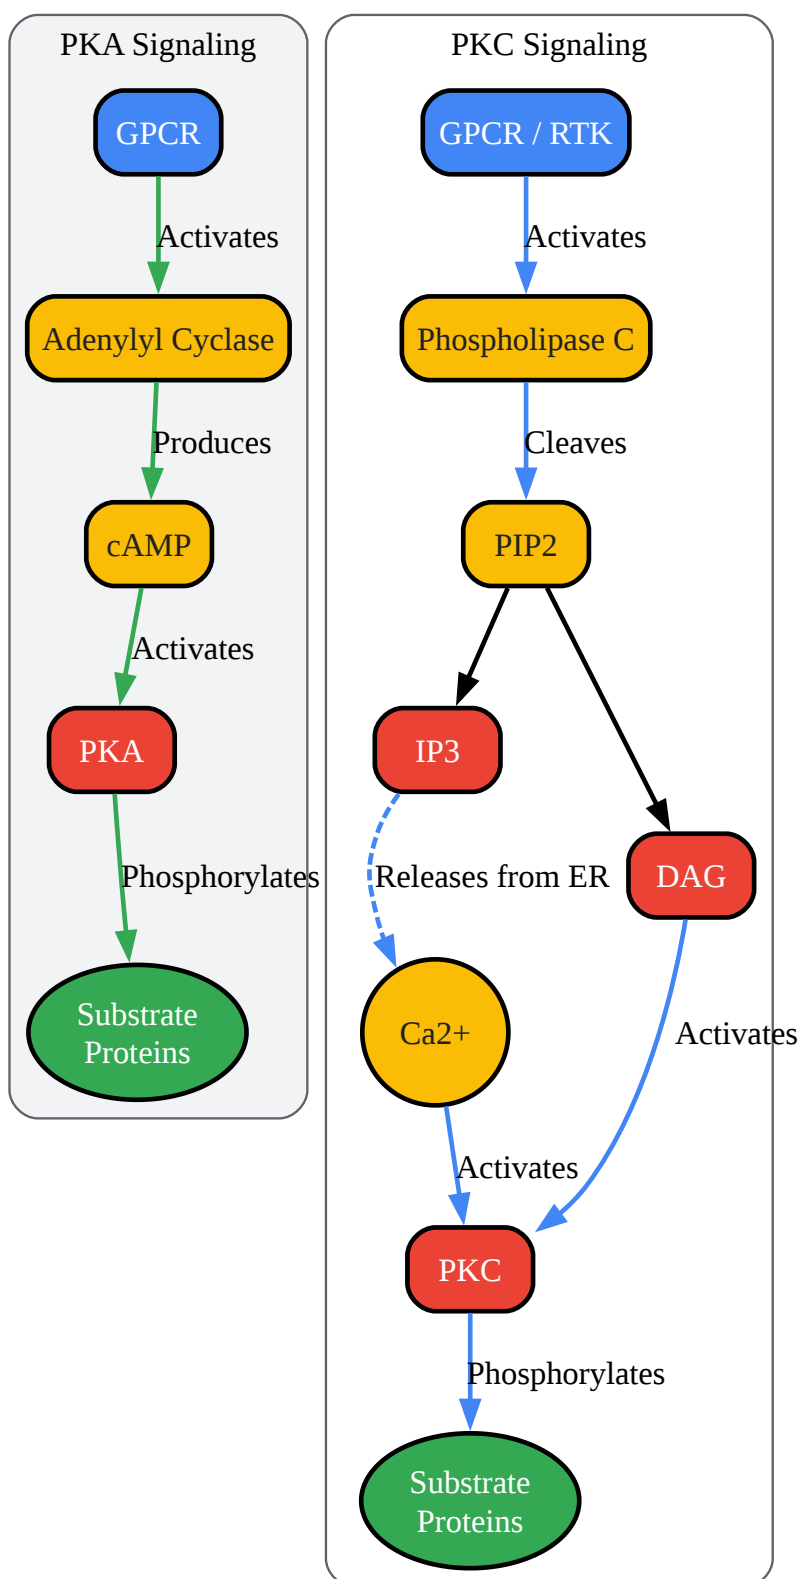 PKA Signaling
GPCR
Activates
Adenylyl Cyclase
Produces
cAMP
Activates
PKA
Phosphorylates
Substrate
Proteins
PKC Signaling
GPCR / RTK
Activates
Phospholipase C
Cleaves
PIP2
IP3
Releases from ER
DAG
Ca2+
Activates
Activates
PKC
Phosphorylates
Substrate
Proteins